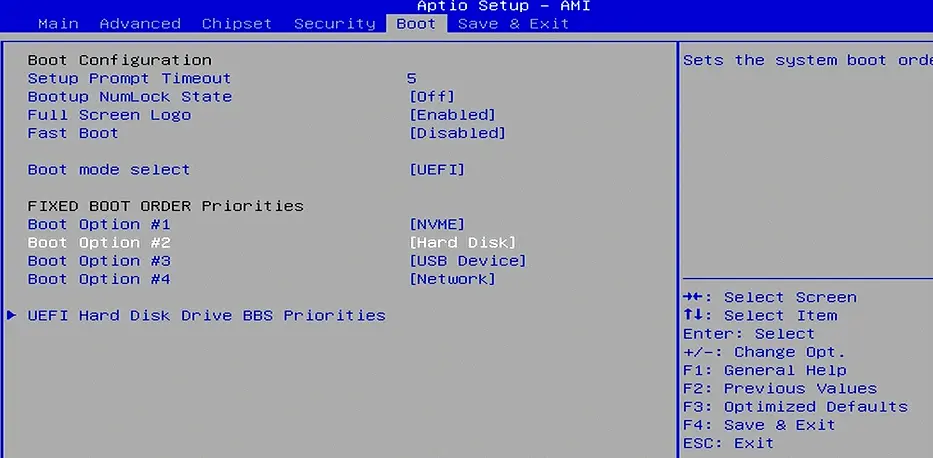 Aptio Setup - AMI
Main Advanced Chipset Security Boot Save & Exit
Boot Configuration
Setup Prompt Timeout 5
Bootup NumLock State [Off]
Full Screen Logo [Enabled]
Fast Boot [Disabled]
Boot mode select [UEFI]
FIXED BOOT ORDER Priorities
Boot Option #1 [NVME]
Boot Option #2 [Hard Disk]
Boot Option #3 [USB Device]
Boot Option #4 [Network]
► UEFI Hard Disk Drive BBS Priorities
Sets the system boot orde
→←: Select Screen
↑↓: Select Item
Enter: Select
+/-: Change Opt.
F1: General Help
F2: Previous Values
F3: Optimized Defaults
F4: Save & Exit
ESC: Exit